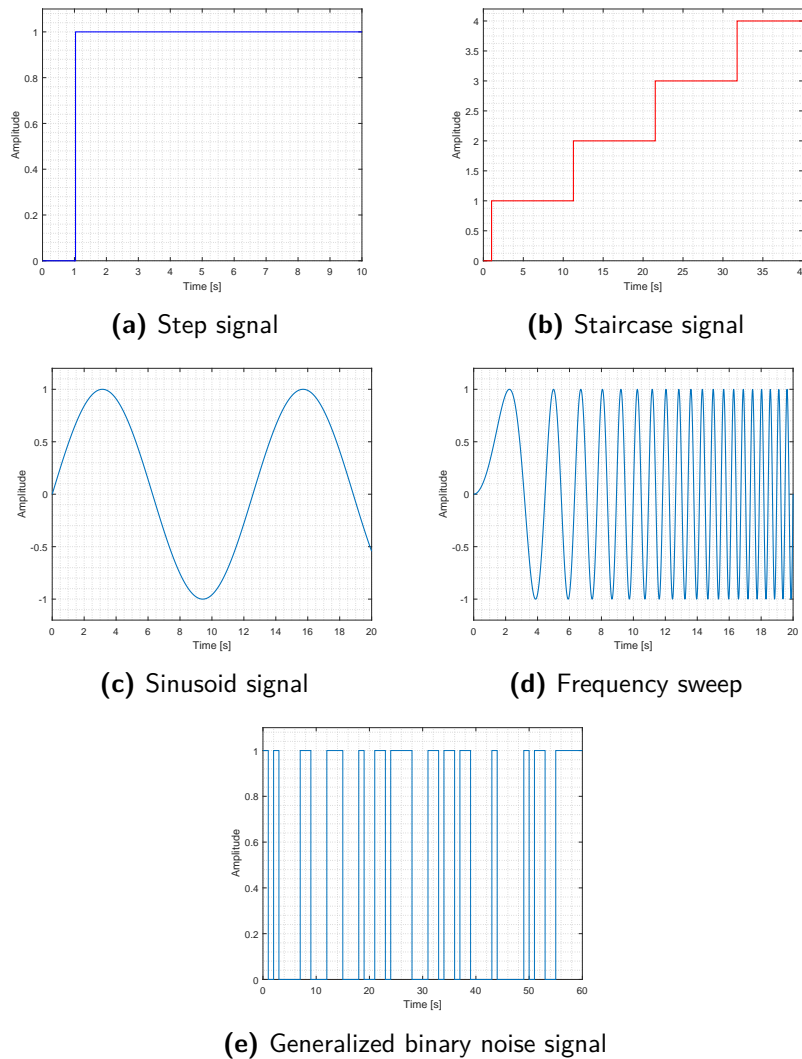 1
0.8
0.6
0.4
0.2
0
Amplitude
0 1 2 3 4 5 6 7 8 9 10
Time [s]
(a) Step signal
4
3.5
3
2.5
2
1.5
1
0.5
0
Amplitude
0 5 10 15 20 25 30 35 40
Time [s]
(b) Staircase signal
1
0.5
0
-0.5
-1
Amplitude
0 2 4 6 8 10 12 14 16 18 20
Time [s]
(c) Sinusoid signal
1
0.5
0
-0.5
-1
Amplitude
0 2 4 6 8 10 12 14 16 18 20
Time [s]
(d) Frequency sweep
1
0.8
0.6
0.4
0.2
0
Amplitude
0 10 20 30 40 50 60
Time [s]
(e) Generalized binary noise signal